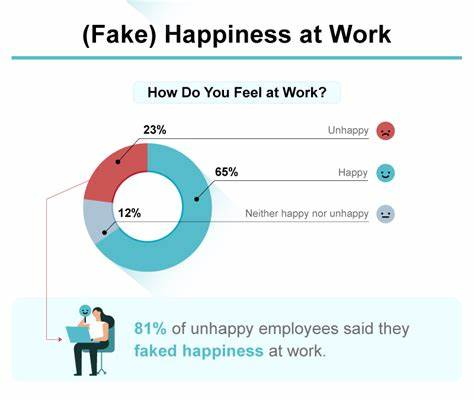 (Fake) Happiness at Work
How Do You Feel at Work?
23%
Unhappy
65%
Happy
12%
Neither happy nor unhappy
81% of unhappy employees said they
faked happiness at work.